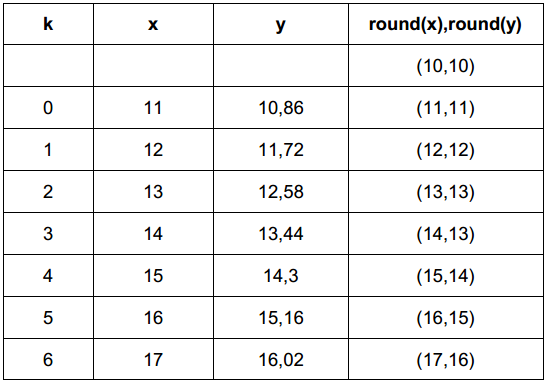 k x y round(x),round(y)
(10,10)
0 11 10,86 (11,11)
1 12 11,72 (12,12)
2 13 12,58 (13,13)
3 14 13,44 (14,13)
4 15 14,3 (15,14)
5 16 15,16 (16,15)
6 17 16,02 (17,16)